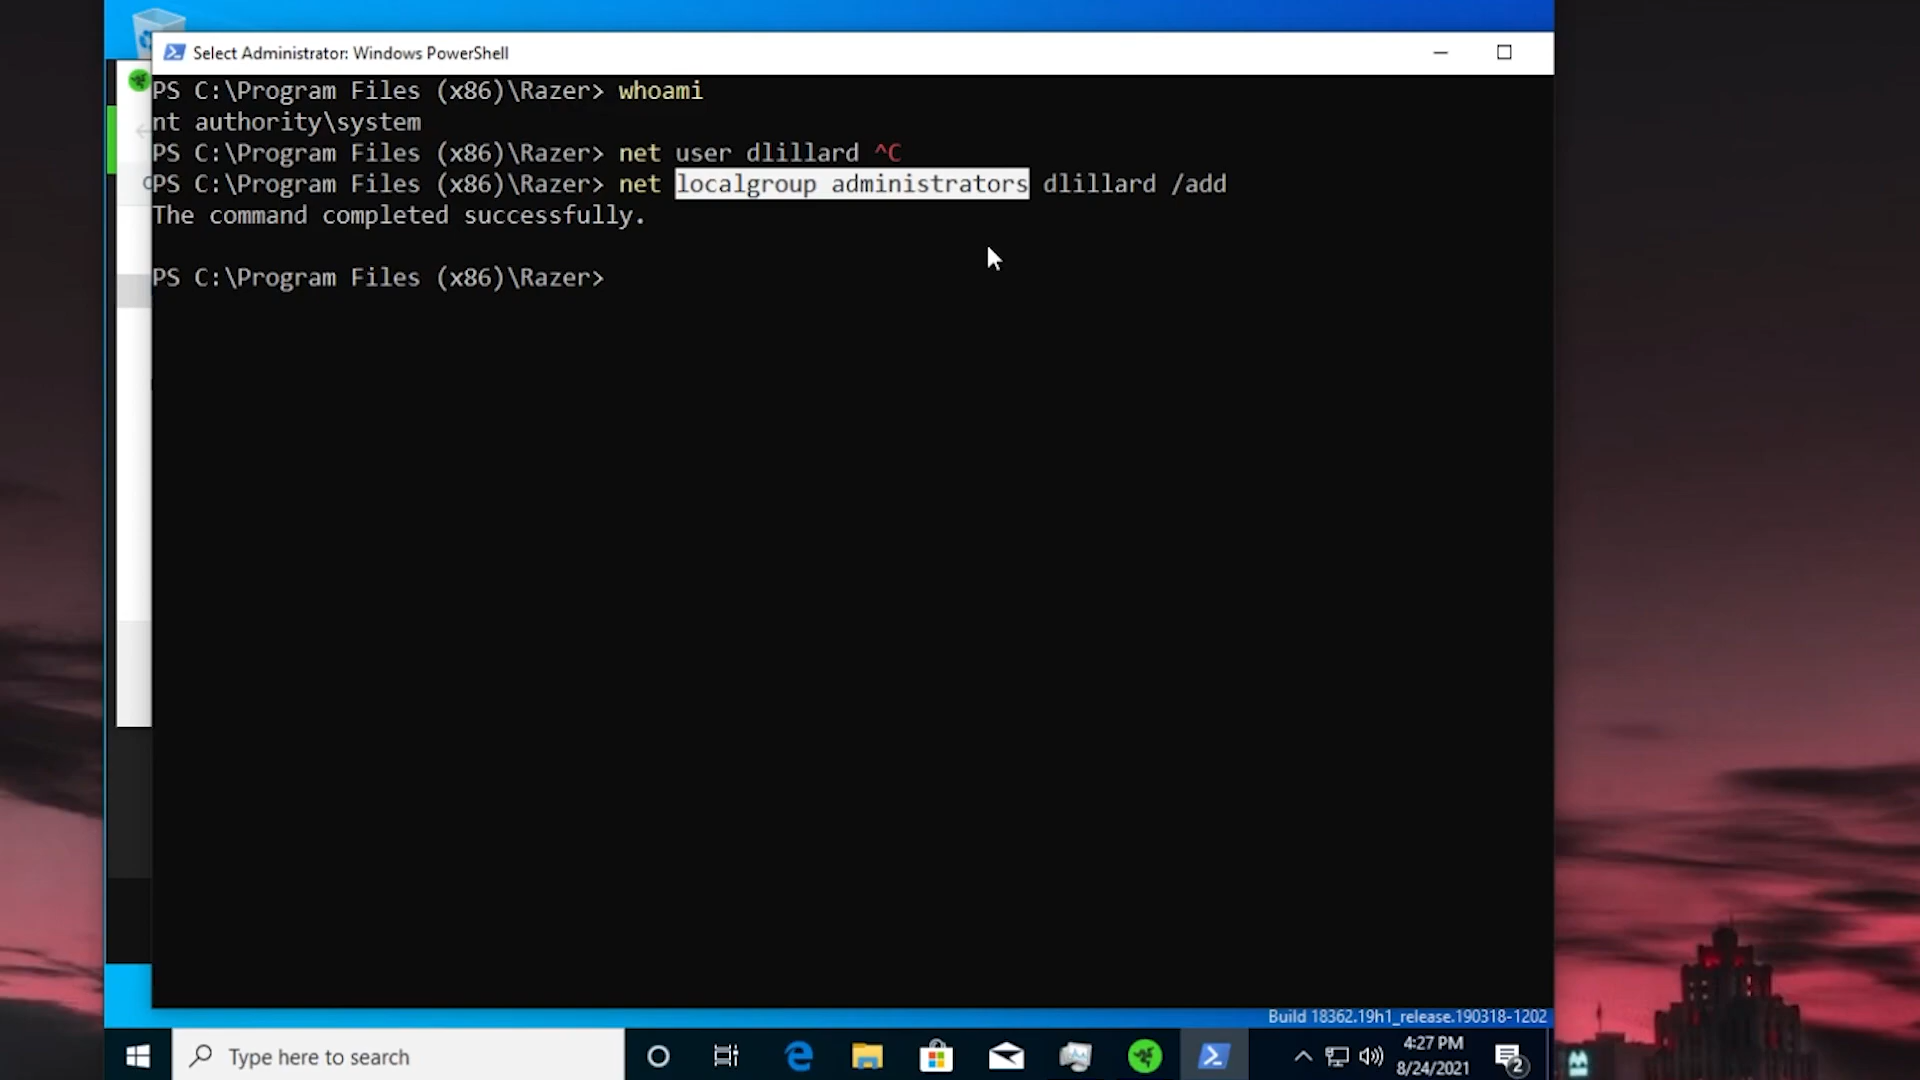 Select Administrator: Windows PowerShell
PS C:\Program Files (x86)\Razer> whoami
nt authority\system
PS C:\Program Files (x86)\Razer> net user dlillard ^C
PS C:\Program Files (x86)\Razer> net localgroup administrators dlillard /add
The command completed successfully.
PS C:\Program Files (x86)\Razer>
Build 18362.19h1_release.190318-1202
Type here to search
4:27 PM
8/24/2021
2